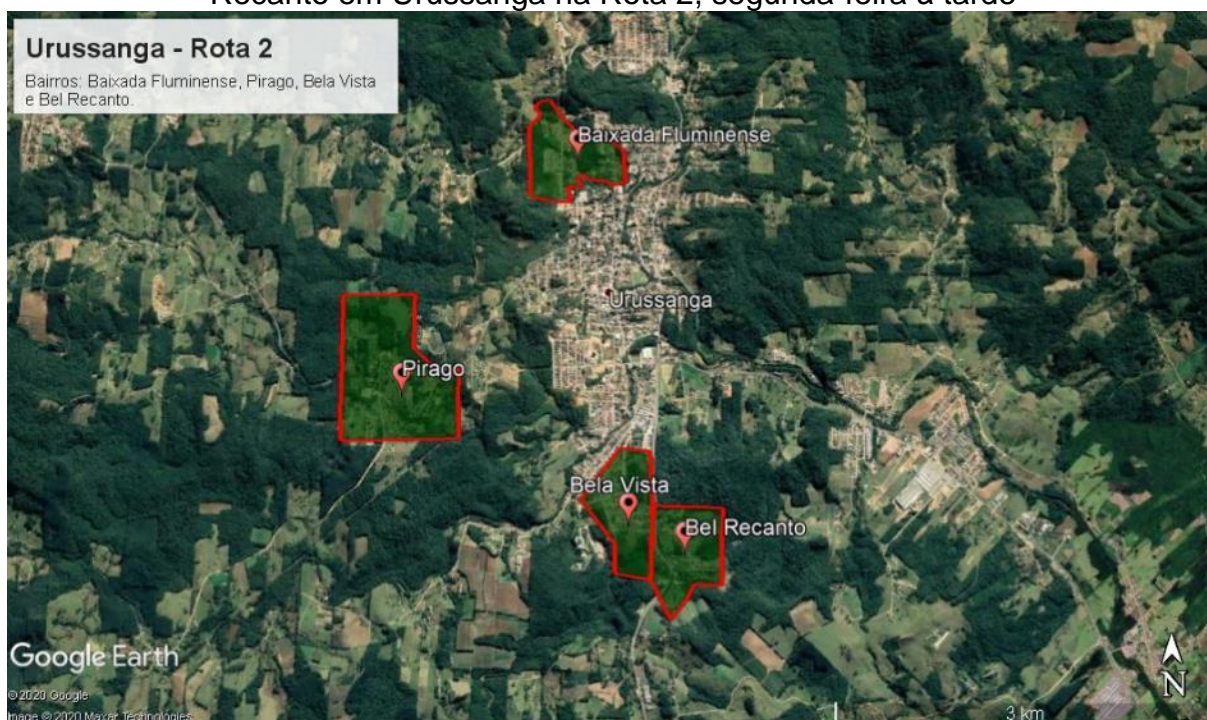 Recanto em Urussanga na Rota 2, segunda-feira à tarde
Urussanga - Rota 2
Bairros: Baixada Fluminense, Pirago, Bela Vista
e Bel Recanto.
Baixada Fluminense
Urussanga
Pirago
Bela Vista
Bel Recanto
Google Earth
© 2020 Google
Image © 2020 Maxar Technologies
N
3 km